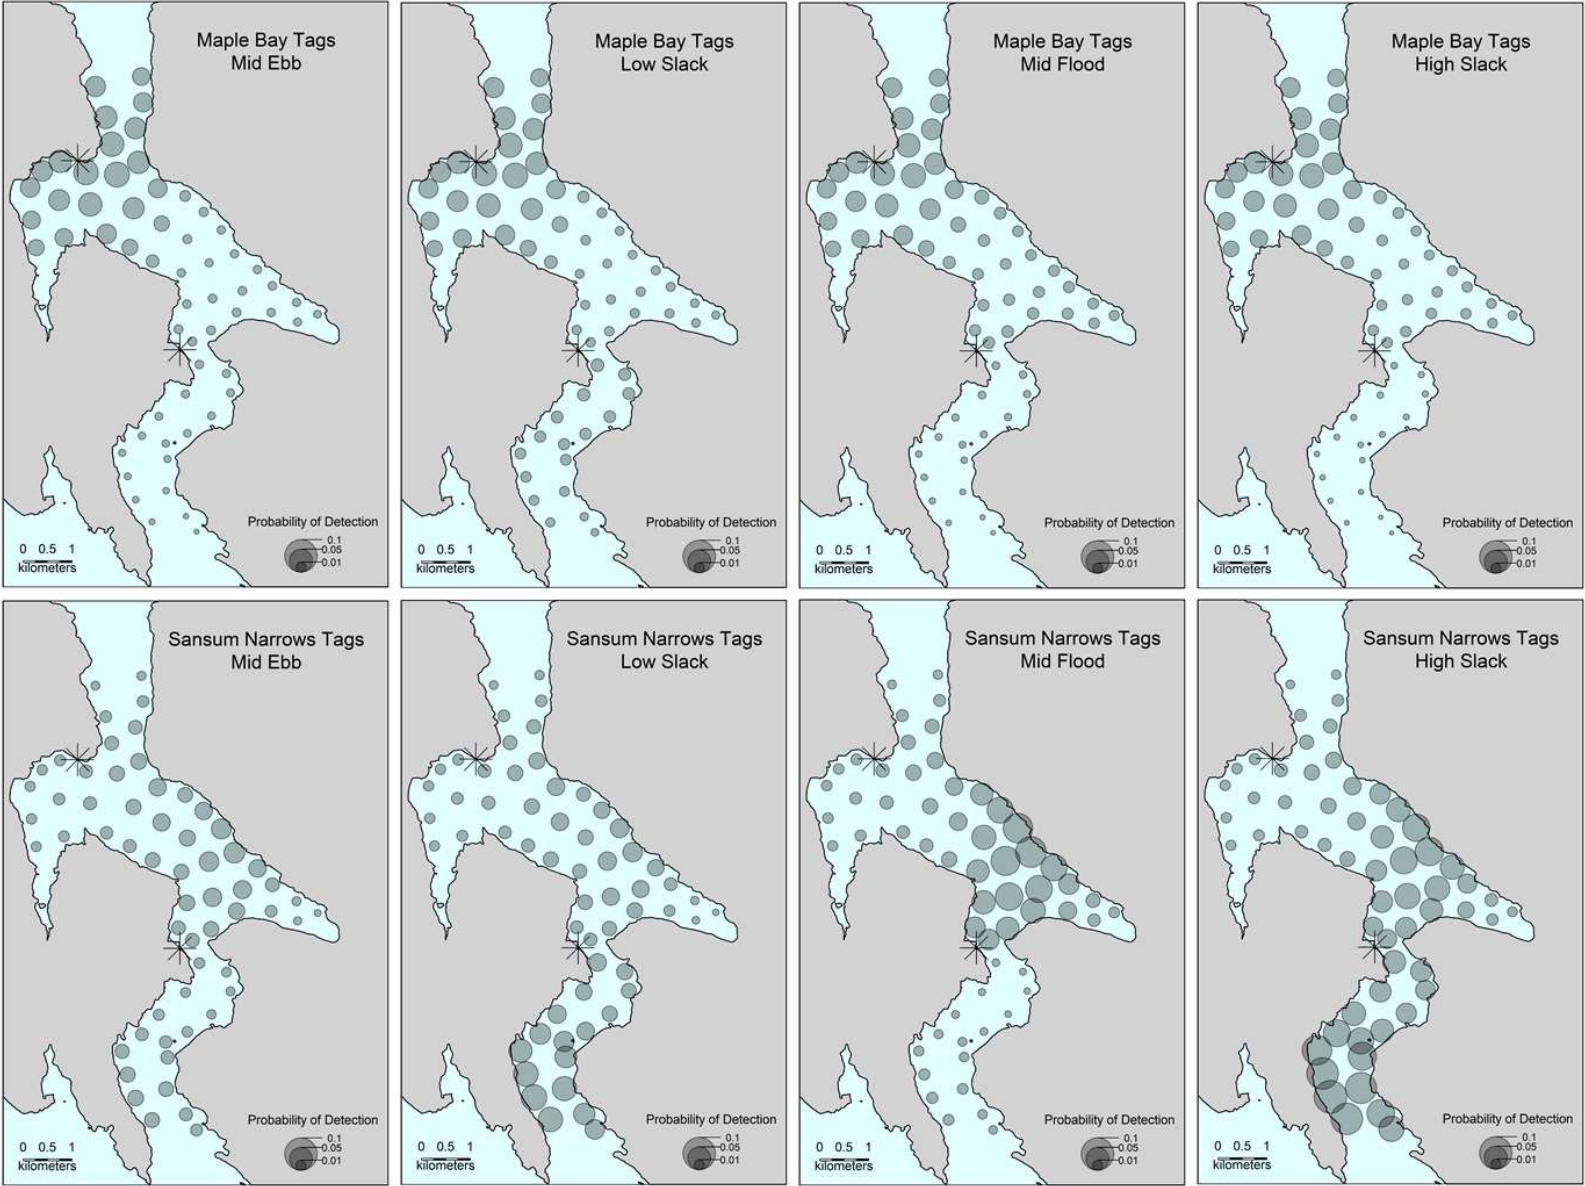 Maple Bay Tags
Mid Ebb
Probability of Detection
0.1
0.05
0.01
0 0.5 1
kilometers
Maple Bay Tags
Low Slack
Probability of Detection
0.1
0.05
0.01
0 0.5 1
kilometers
Maple Bay Tags
Mid Flood
Probability of Detection
0.1
0.05
0.01
0 0.5 1
kilometers
Maple Bay Tags
High Slack
Probability of Detection
0.1
0.05
0.01
0 0.5 1
kilometers
Sansum Narrows Tags
Mid Ebb
Probability of Detection
0.1
0.05
0.01
0 0.5 1
kilometers
Sansum Narrows Tags
Low Slack
Probability of Detection
0.1
0.05
0.01
0 0.5 1
kilometers
Sansum Narrows Tags
Mid Flood
Probability of Detection
0.1
0.05
0.01
0 0.5 1
kilometers
Sansum Narrows Tags
High Slack
Probability of Detection
0.1
0.05
0.01
0 0.5 1
kilometers